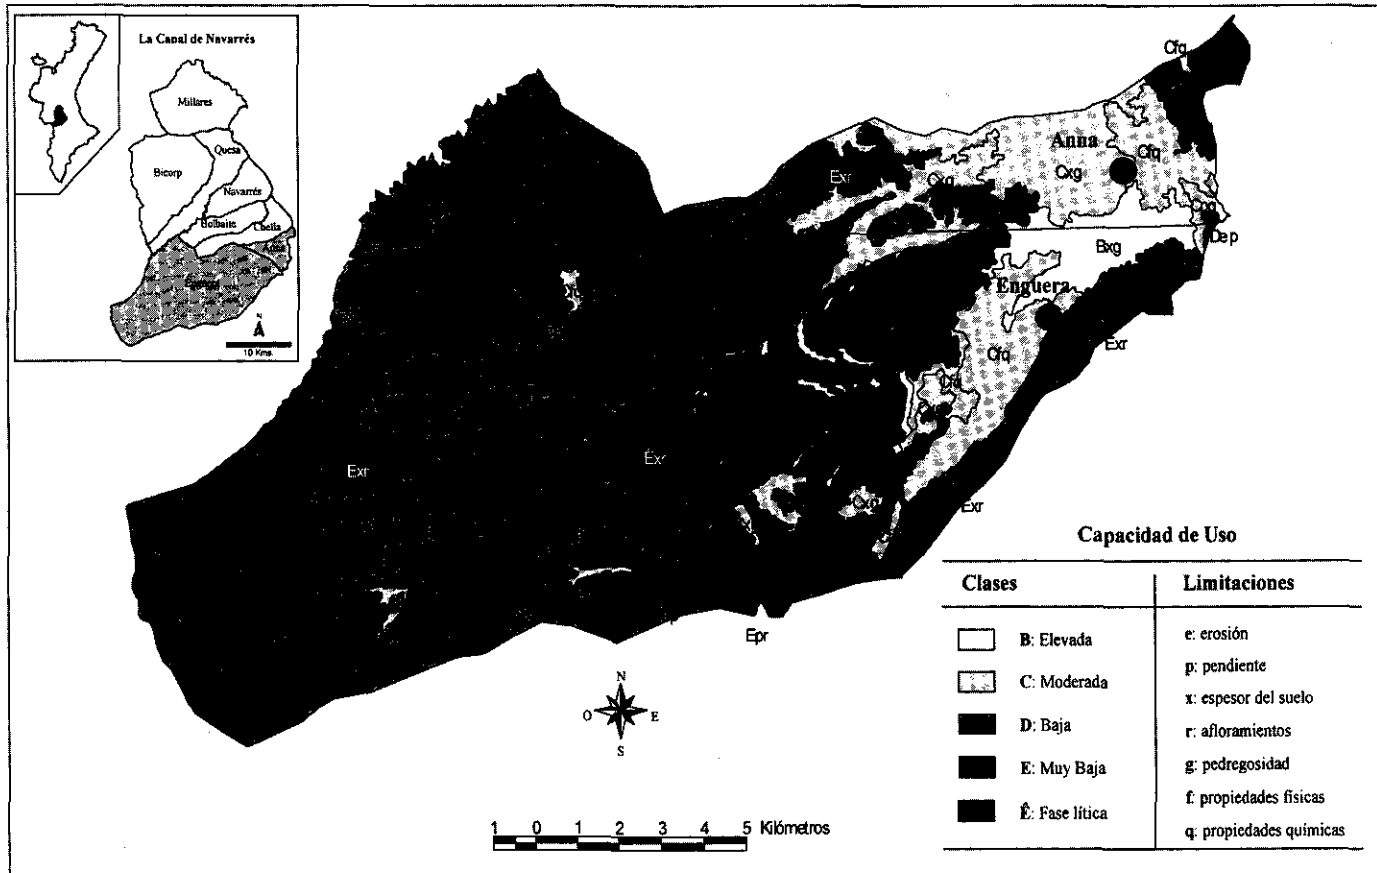 La Canal de Navarrés
Millares
Quesa
Bicorp
Navarrés
Bolbaite
Chella
Anna
Enguera
N
10 Kms.
Cfq
Anna
Cfq
Cxg
Exr
Cxg
Cpg
Dep
Bxg
Enguera
Exr
Cfq
Exr
Exr
Exr
Epr
N
O
E
S
1 0 1 2 3 4 5 Kilómetros
Capacidad de Uso
Clases
B: Elevada
C: Moderada
D: Baja
E: Muy Baja
Ê: Fase lítica
Limitaciones
e: erosión
p: pendiente
x: espesor del suelo
r: afloramientos
g: pedregosidad
f: propiedades físicas
q: propiedades químicas